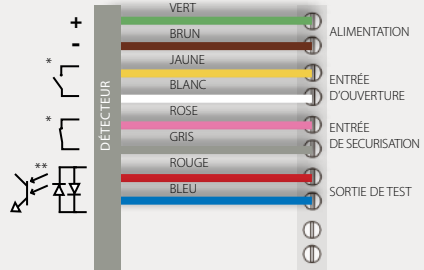 VERT
+
BRUN
ALIMENTATION
-
JAUNE
*
BLANC
ENTRÉE
D'OUVERTURE
ROSE
*
GRIS
ENTRÉE
DE SECURISATION
DÉTECTEUR
ROUGE
**
BLEU
SORTIE DE TEST